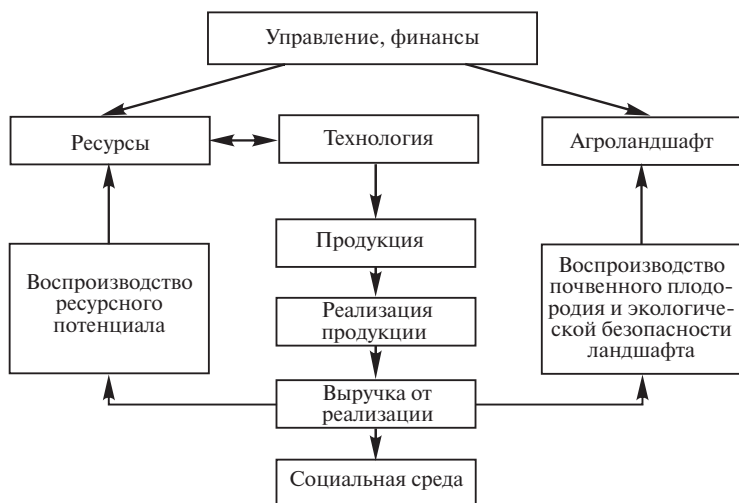 Управление, финансы
Ресурсы
Технология
Агроландшафт
Продукция
Воспроизводство
ресурсного
потенциала
Воспроизводство
почвенного плодо-
родия и экологиче-
ской безопасности
ландшафта
Реализация
продукции
Выручка от
реализации
Социальная среда